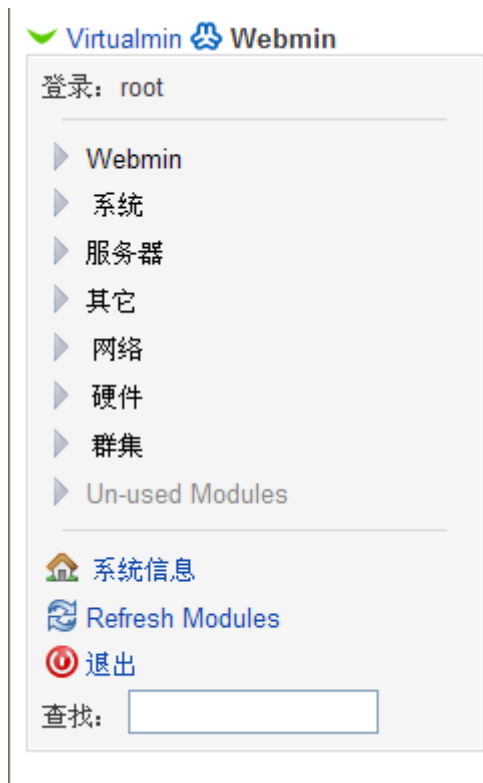 Virtualmin Webmin
登录：root
Webmin
系统
服务器
其它
网络
硬件
群集
Un-used Modules
系统信息
Refresh Modules
退出
查找：